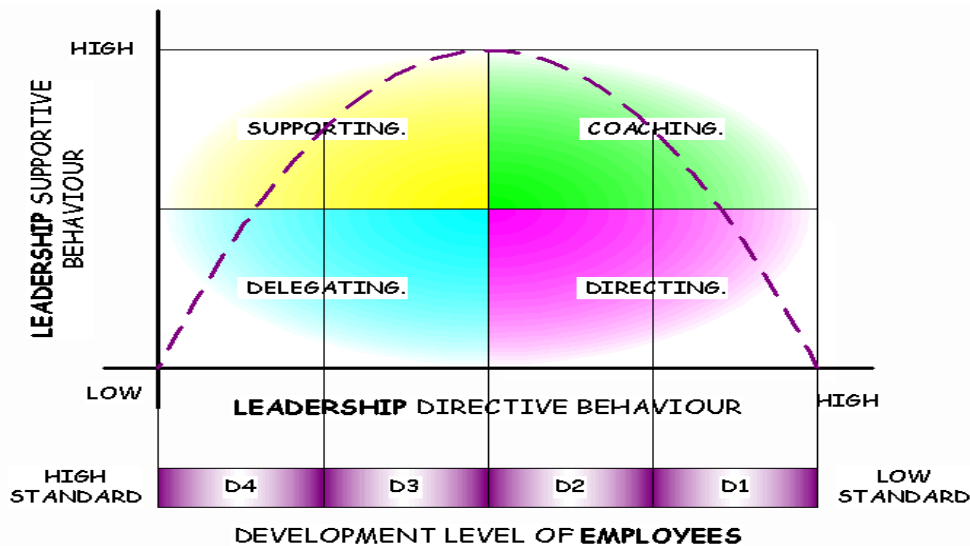 HIGH
LEADERSHIP SUPPORTIVE
BEHAVIOUR
SUPPORTING.
COACHING.
DELEGATING.
DIRECTING.
LOW
LEADERSHIP DIRECTIVE BEHAVIOUR
HIGH
HIGH
STANDARD
D4
D3
D2
D1
LOW
STANDARD
DEVELOPMENT LEVEL OF EMPLOYEES